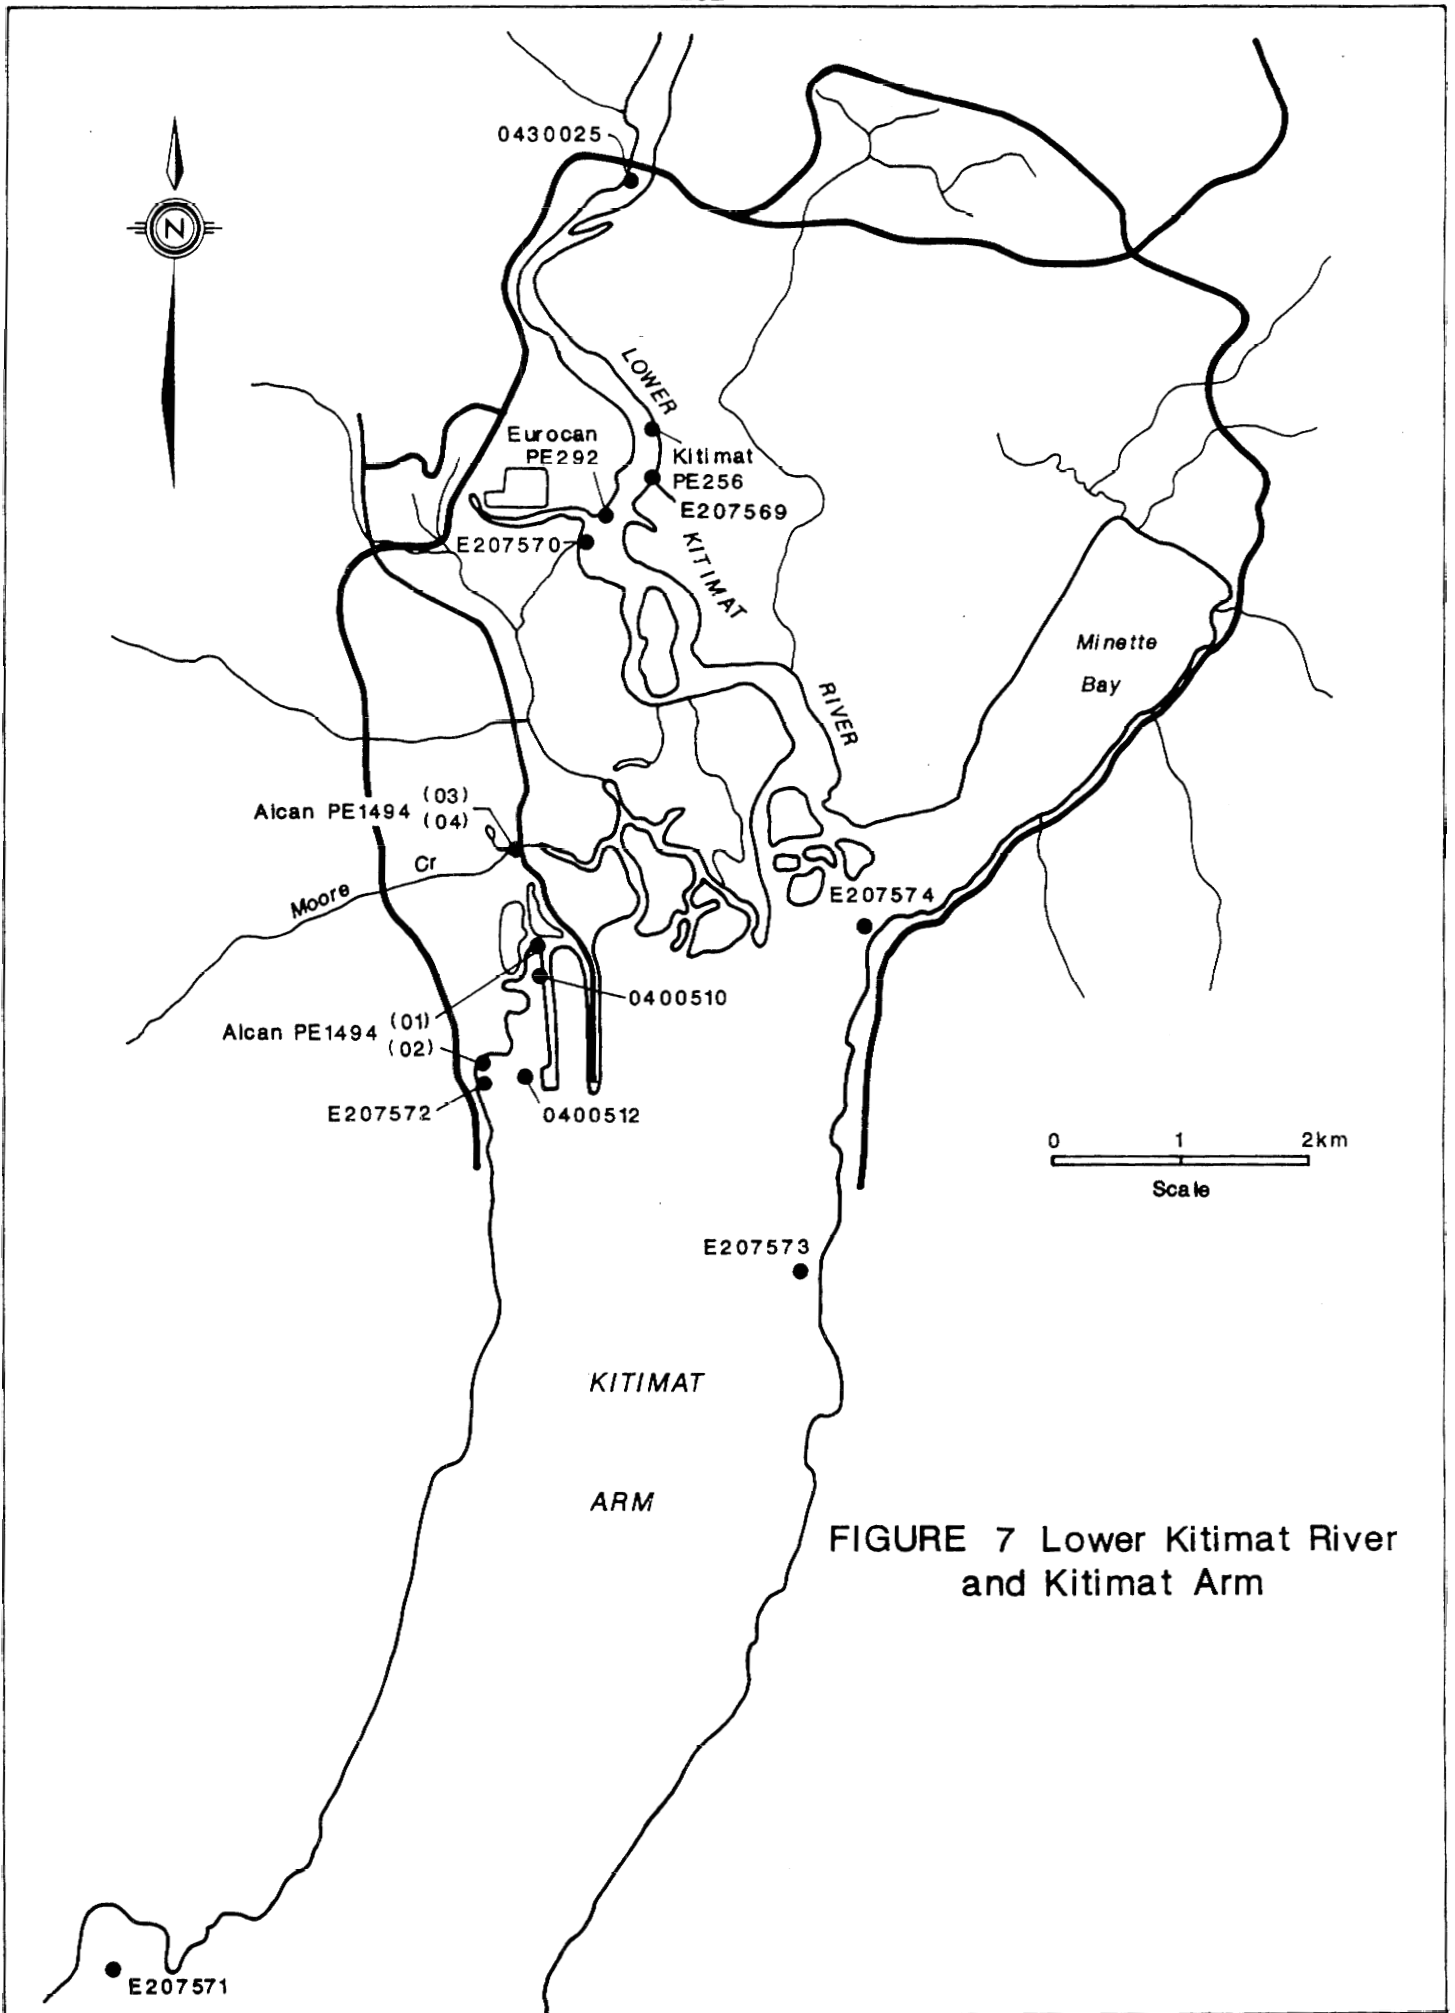 0430025
N
LOWER
Eurocan
PE292
Kitimat
PE256
E207569
E207570
KITIMAT
Minette
Bay
RIVER
Alcan PE1494 (03)
(04)
Moore Cr
E207574
0400510
Alcan PE1494 (01)
(02)
E207572
0400512
0 1 2km
Scale
E207573
KITIMAT
ARM
FIGURE 7 Lower Kitimat River
and Kitimat Arm
E207571